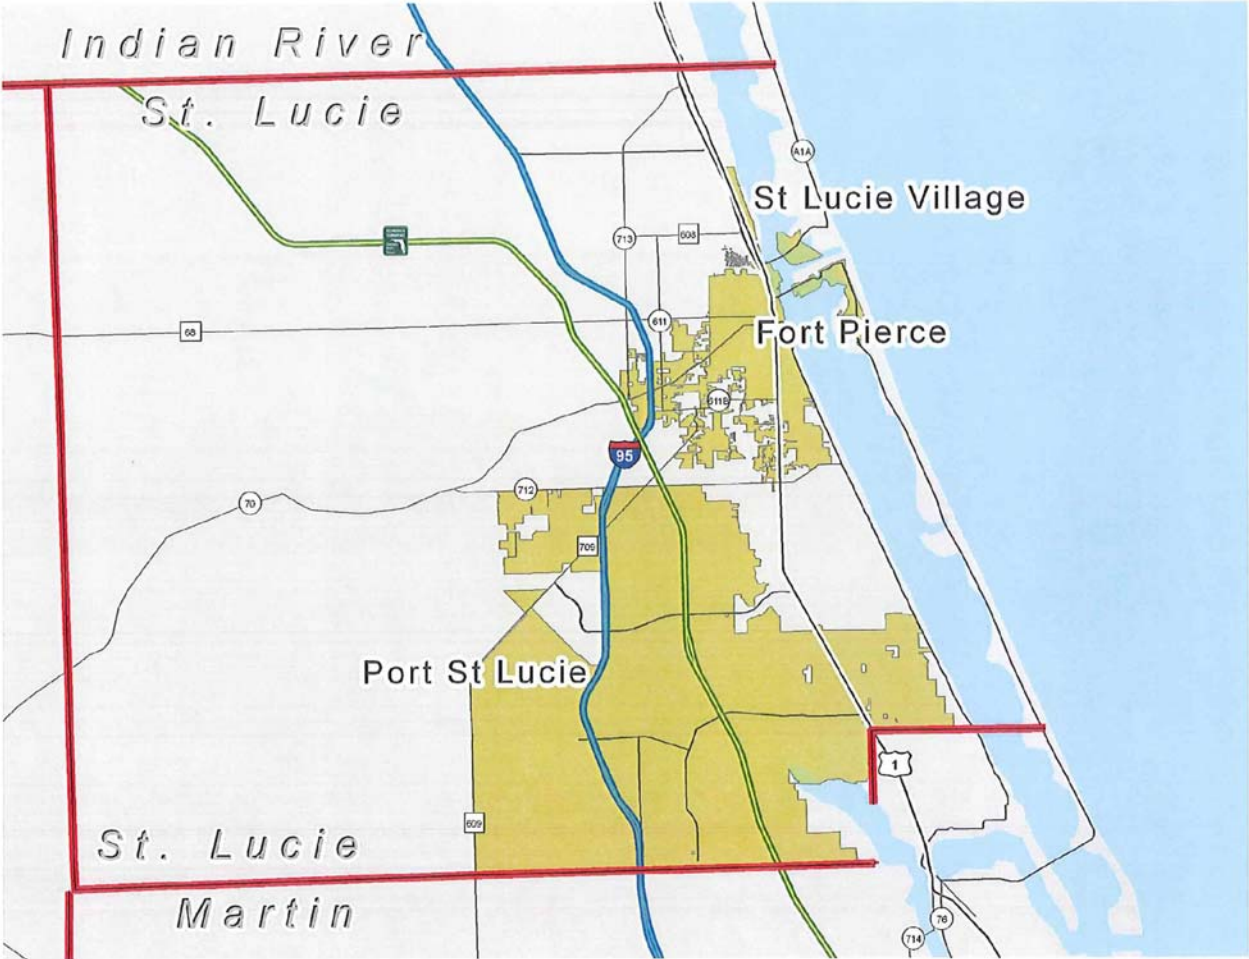 Indian River
St. Lucie
A1A
St Lucie Village
713
608
68
611
Fort Pierce
611B
95
712
70
709
Port St Lucie
1
609
St. Lucie
Martin
76
714